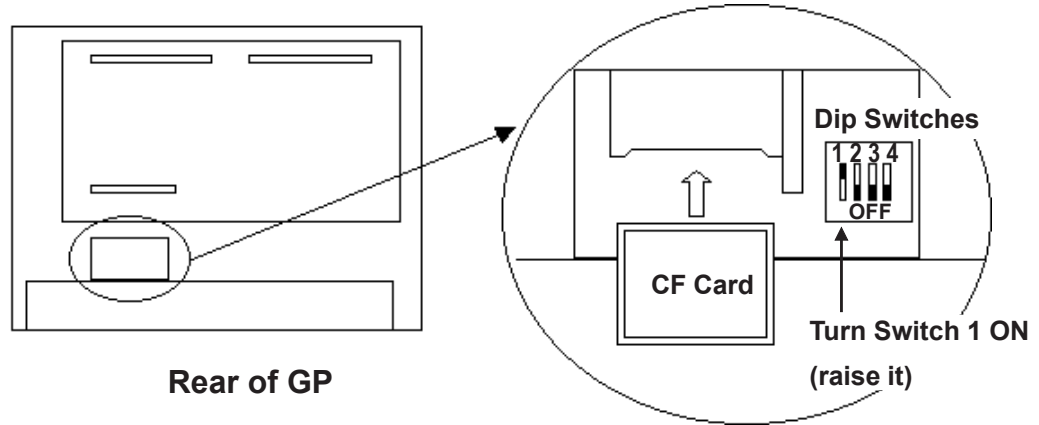 Rear of GP
Dip Switches
1 2 3 4
OFF
CF Card
Turn Switch 1 ON
(raise it)